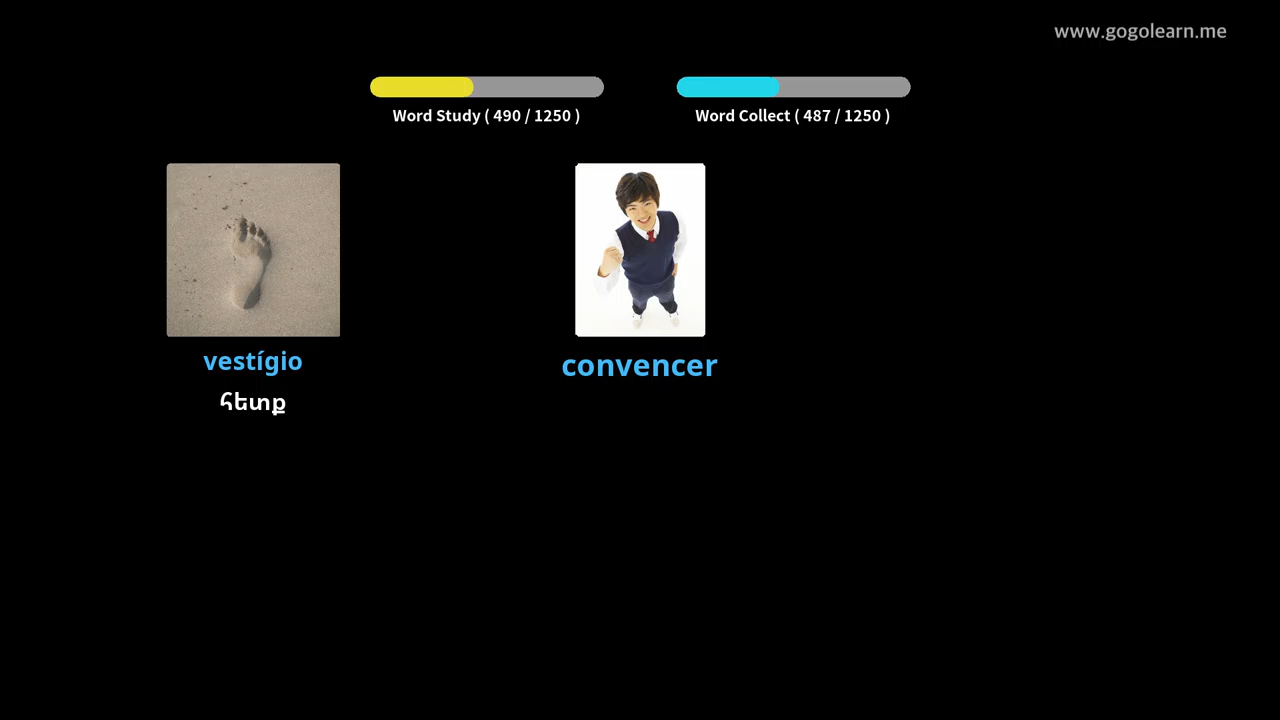 www.gogolearn.me
Word Study ( 490 / 1250 )
Word Collect ( 487 / 1250 )
vestígio
հետք
convencer